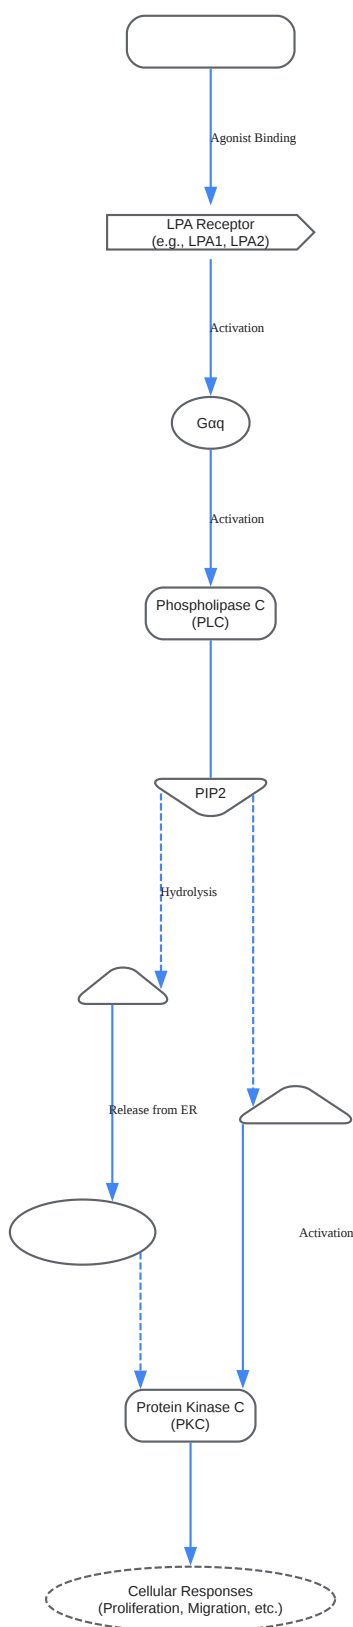 Agonist Binding
LPA Receptor
(e.g., LPA1, LPA2)
Activation
Gαq
Activation
Phospholipase C
(PLC)
PIP2
Hydrolysis
Release from ER
Activation
Protein Kinase C
(PKC)
Cellular Responses
(Proliferation, Migration, etc.)